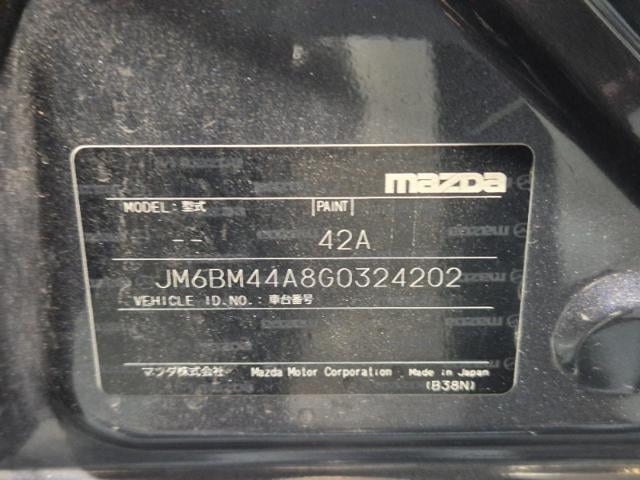 mazda
MODEL: 型式 PAINT
-- 42A
JM6BM44A8G0324202
VEHICLE ID.NO.: 車台番号
マツダ株式会社 Mazda Motor Corporation Made in Japan
(B38N)